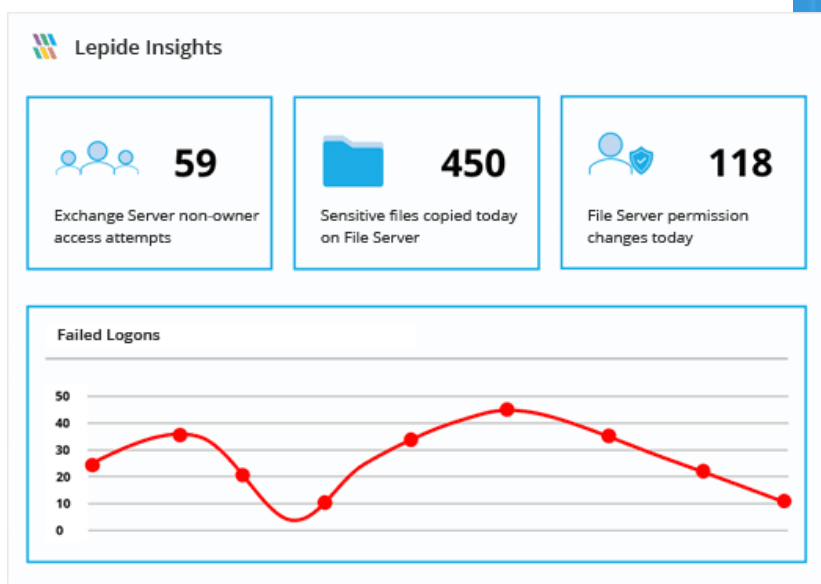 Lepide Insights
59
Exchange Server non-owner
access attempts
450
Sensitive files copied today
on File Server
118
File Server permission
changes today
Failed Logons
50
40
30
20
10
0